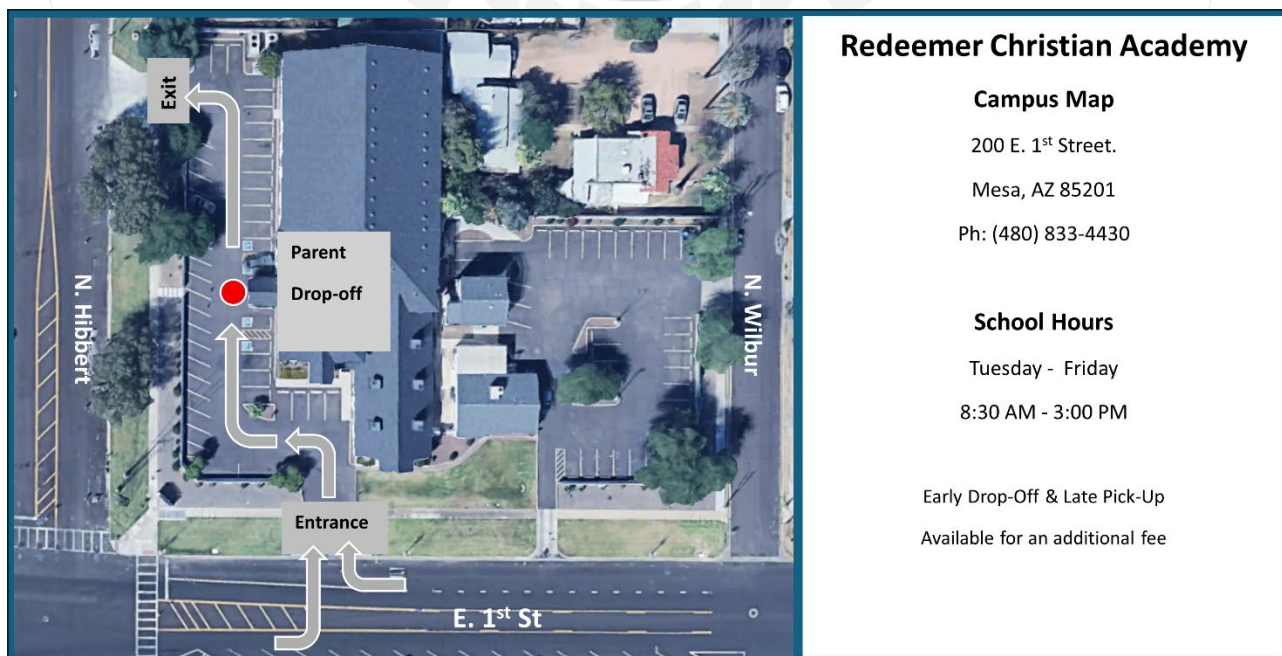 Exit
Parent
Drop-off
N. Hibbert
N. Wilbur
Entrance
E. 1st St
Redeemer Christian Academy
Campus Map
200 E. 1st Street.
Mesa, AZ 85201
Ph: (480) 833-4430
School Hours
Tuesday - Friday
8:30 AM - 3:00 PM
Early Drop-Off & Late Pick-Up
Available for an additional fee